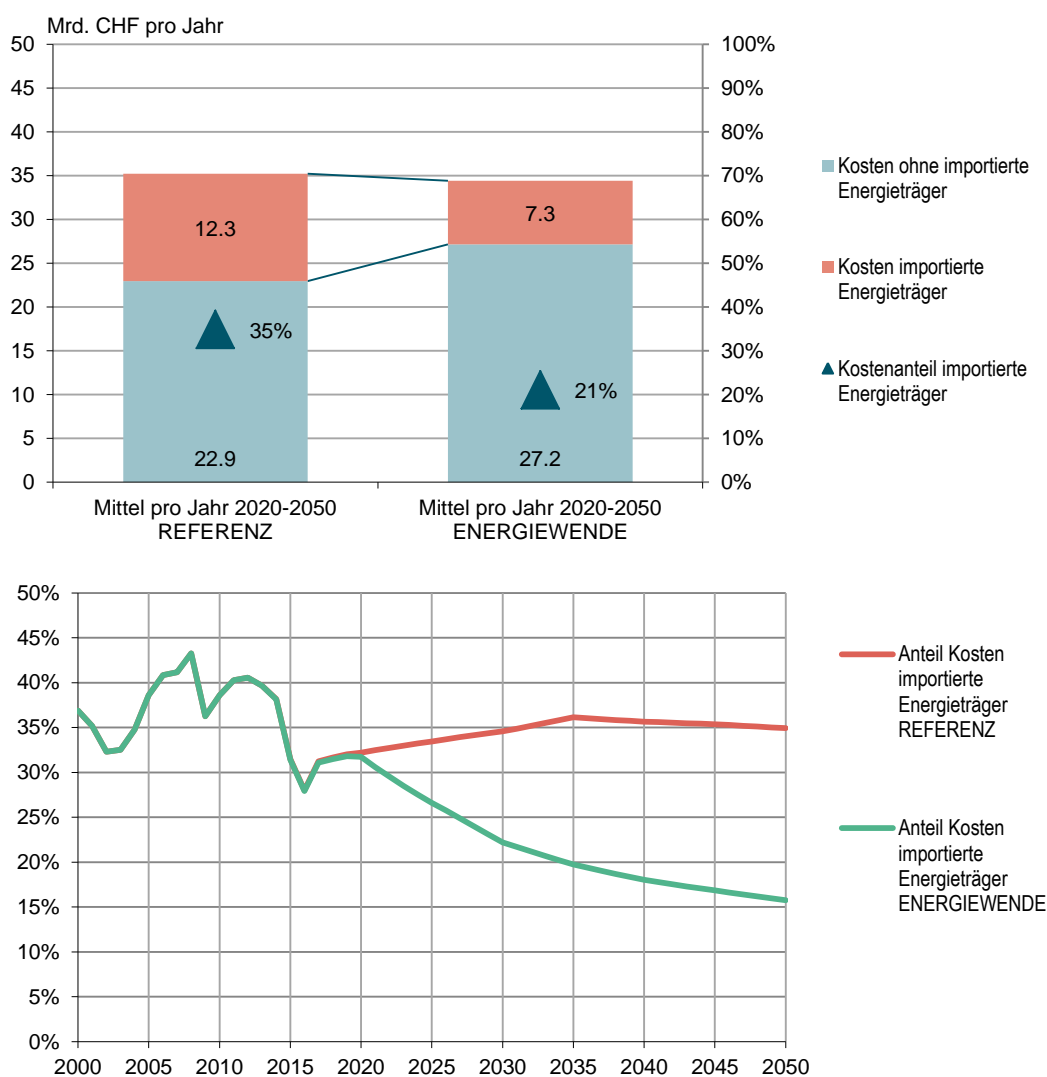 Mrd. CHF pro Jahr
50
45
40
35
30
25
20
15
10
5
0
100%
90%
80%
70%
60%
50%
40%
30%
20%
10%
0%
12.3
7.3
35%
21%
22.9
27.2
Mittel pro Jahr 2020-2050
REFERENZ
Mittel pro Jahr 2020-2050
ENERGIEWENDE
Kosten ohne importierte
Energieträger
Kosten importierte
Energieträger
Kostenanteil importierte
Energieträger
50%
45%
40%
35%
30%
25%
20%
15%
10%
5%
0%
2000 2005 2010 2015 2020 2025 2030 2035 2040 2045 2050
Anteil Kosten
importierte
Energieträger
REFERENZ
Anteil Kosten
importierte
Energieträger
ENERGIEWENDE